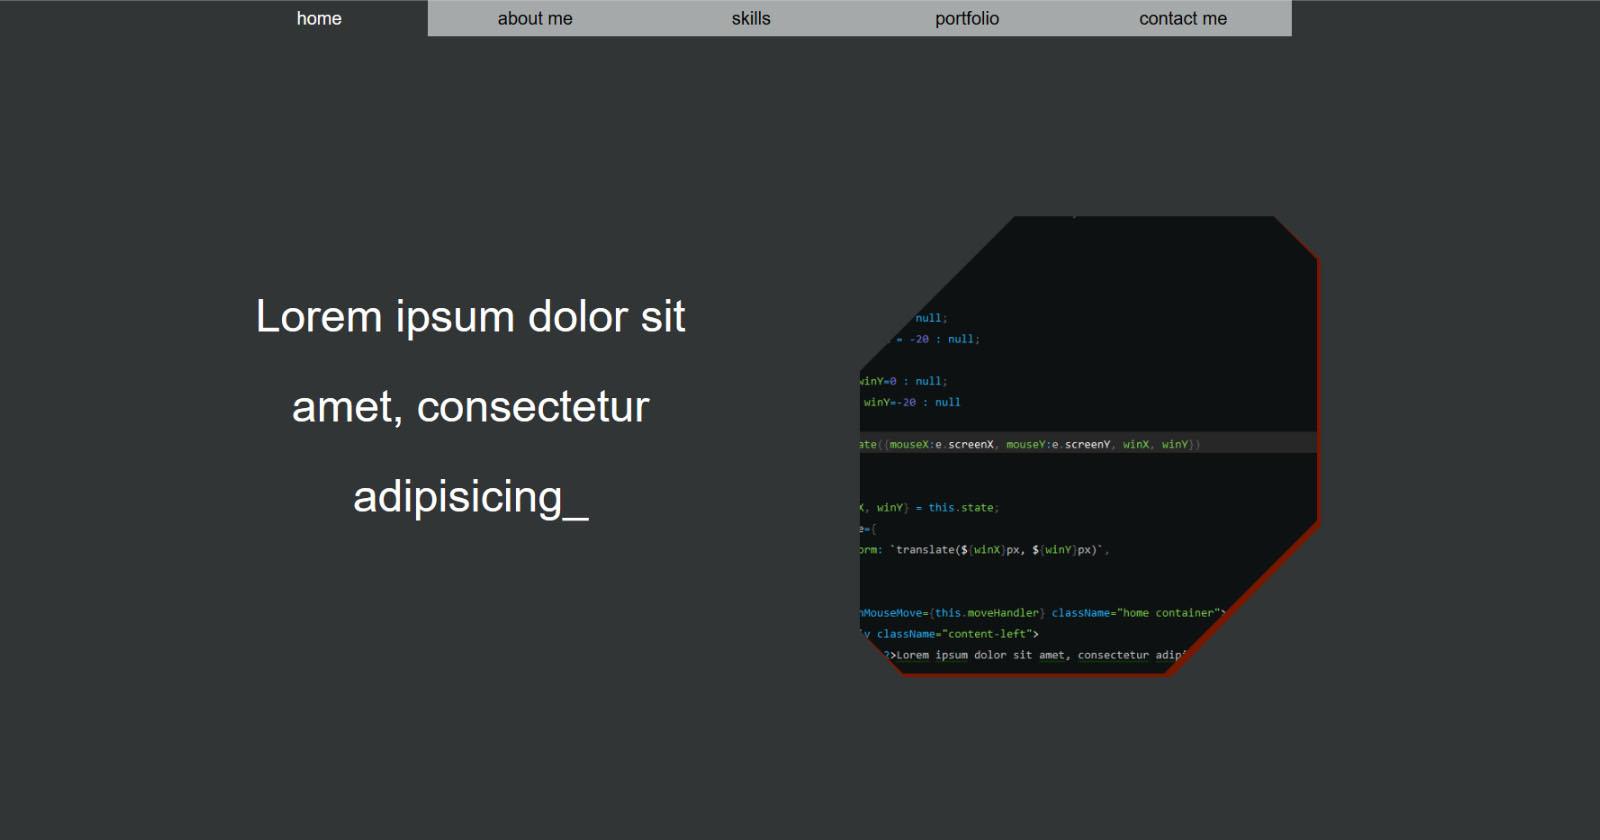 home
about me
skills
portfolio
contact me
Lorem ipsum dolor sit
amet, consectetur
adipisicing_
null;
= -20 : null;
winY=0 : null;
winY=-20 : null
ate({mouseX:e.screenX, mouseY:e.screenY, winX, winY})
X, winY} = this.state;
e={
orm: `translate(${winX}px, ${winY}px)`,
nMouseMove={this.moveHandler} className="home container">
v className="content-left">
2>Lorem ipsum dolor sit amet, consectetur adipi